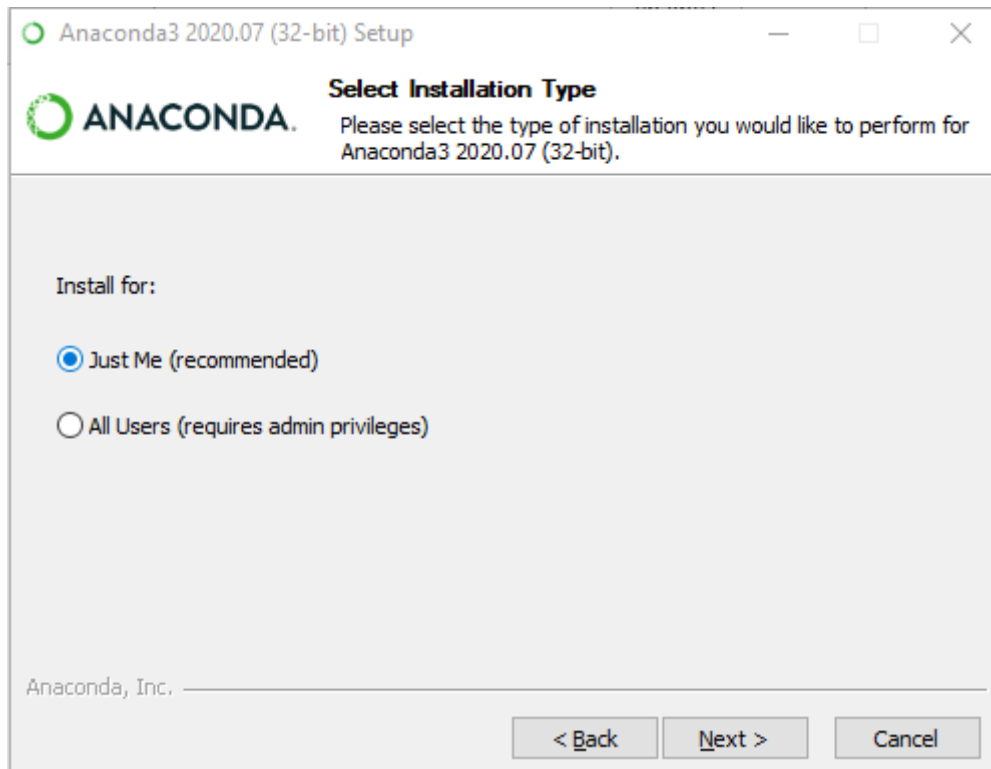 Anaconda3 2020.07 (32-bit) Setup
ANACONDA.
Select Installation Type
Please select the type of installation you would like to perform for
Anaconda3 2020.07 (32-bit).
Install for:
Just Me (recommended)
All Users (requires admin privileges)
Anaconda, Inc.
< Back
Next >
Cancel